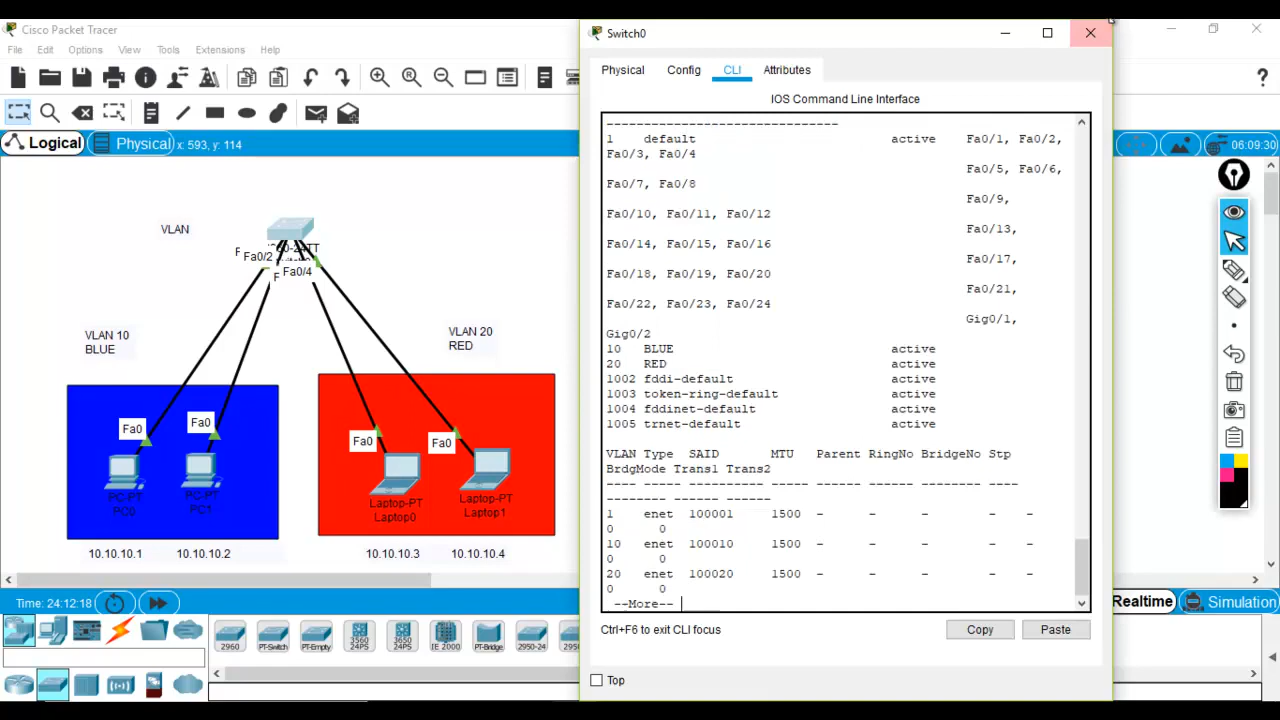 Cisco Packet Tracer
File Edit Options View Tools Extensions Help
Logical Physical x: 593, y: 114
06:09:30
VLAN
Fa0/2
Fa0/4
VLAN 10
BLUE
VLAN 20
RED
Fa0
Fa0
Fa0
Fa0
PC-PT
PC0
PC-PT
PC1
Laptop-PT
Laptop0
Laptop-PT
Laptop1
10.10.10.1 10.10.10.2 10.10.10.3 10.10.10.4
Time: 24:12:18
Realtime Simulation
2960 PT-Switch PT-Empty 3560 24PS 3650 24PS IE 2000 PT-Bridge 2950-24
Switch0
Physical Config CLI Attributes
IOS Command Line Interface
------------------------------
1 default active Fa0/1, Fa0/2,
Fa0/3, Fa0/4
Fa0/5, Fa0/6,
Fa0/7, Fa0/8
Fa0/9,
Fa0/10, Fa0/11, Fa0/12
Fa0/13,
Fa0/14, Fa0/15, Fa0/16
Fa0/17,
Fa0/18, Fa0/19, Fa0/20
Fa0/21,
Fa0/22, Fa0/23, Fa0/24
Gig0/1,
Gig0/2
10 BLUE active
20 RED active
1002 fddi-default active
1003 token-ring-default active
1004 fddinet-default active
1005 trnet-default active
VLAN Type SAID MTU Parent RingNo BridgeNo Stp
BrdgMode Trans1 Trans2
---- ----- ---------- ----- ------ ------ -------- ----
-------- ------ ------
1 enet 100001 1500 - - - -
0 0
10 enet 100010 1500 - - - -
0 0
20 enet 100020 1500 - - - -
0 0
--More--
Ctrl+F6 to exit CLI focus
Copy Paste
Top